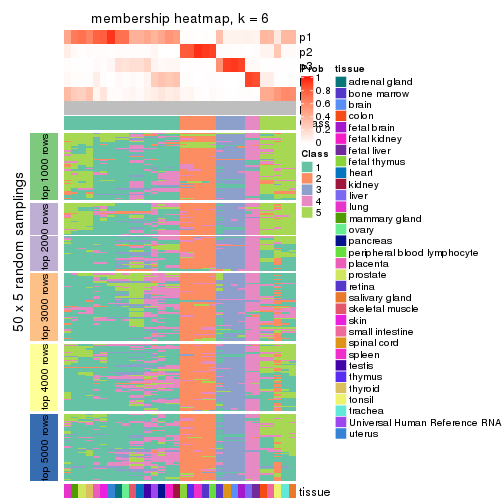 membership heatmap, k = 6
p1
p2
p3
p4
Prob
1
0.8
0.6
0.4
0.2
0
Class
1
2
3
4
5
tissue
adrenal gland
bone marrow
brain
colon
fetal brain
fetal kidney
fetal liver
fetal thymus
heart
kidney
liver
lung
mammary gland
ovary
pancreas
peripheral blood lymphocyte
placenta
prostate
retina
salivary gland
skeletal muscle
skin
small intestine
spinal cord
spleen
testis
thymus
thyroid
tonsil
trachea
Universal Human Reference RNA
uterus
50 x 5 random samplings
top 1000 rows
top 2000 rows
top 3000 rows
top 4000 rows
top 5000 rows
tissue